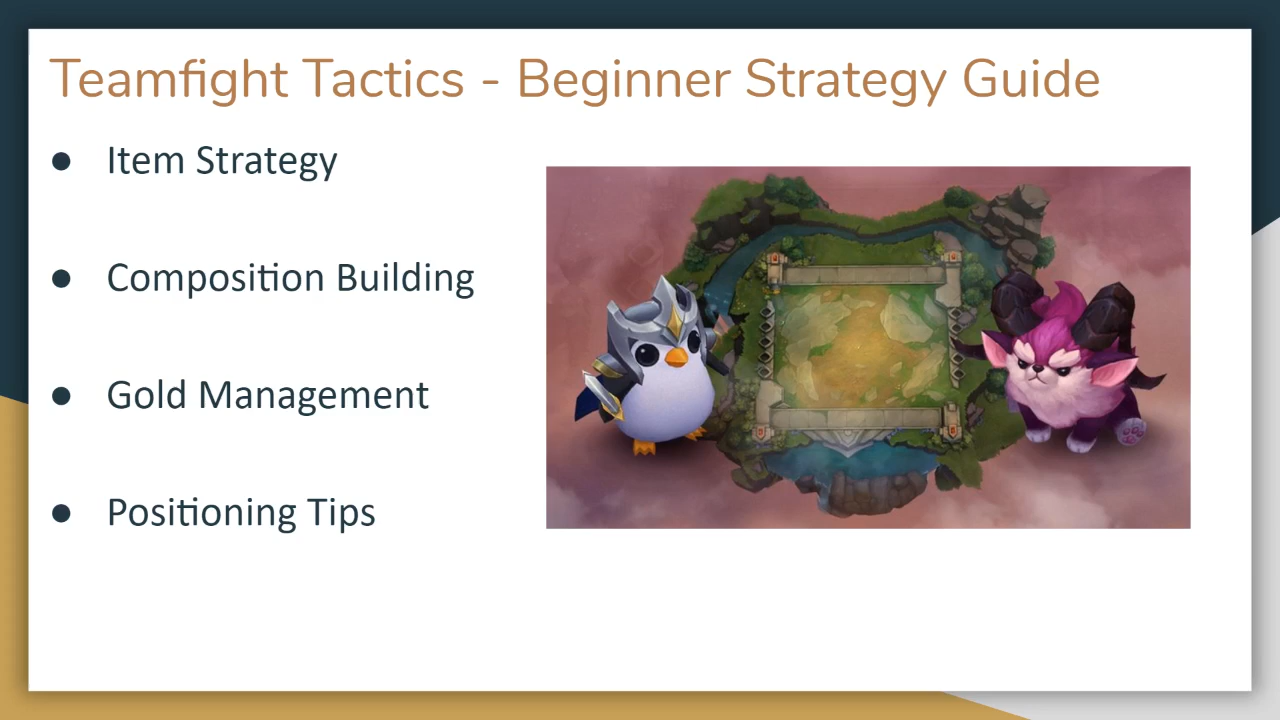 Teamfight Tactics - Beginner Strategy Guide
● Item Strategy
● Composition Building
● Gold Management
● Positioning Tips